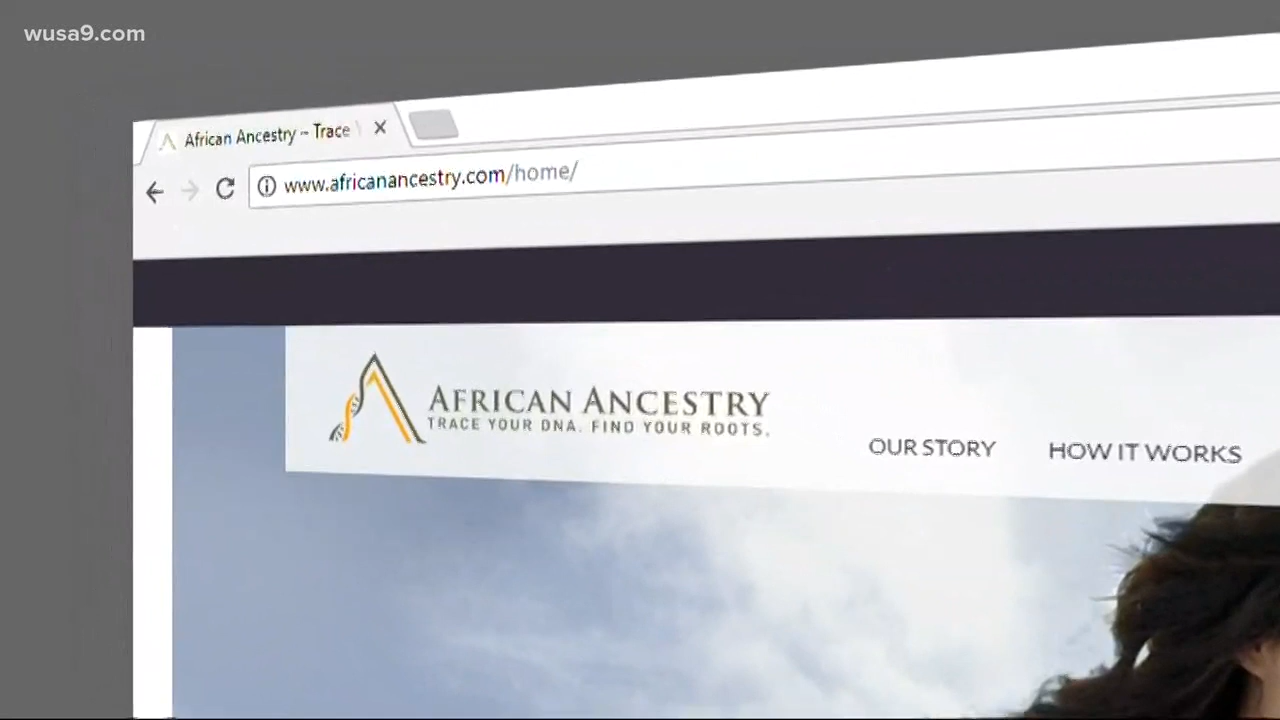 wusa9.com
African Ancestry – Trace
www.africanancestry.com/home/
AFRICAN ANCESTRY
TRACE YOUR DNA. FIND YOUR ROOTS.
OUR STORY
HOW IT WORKS